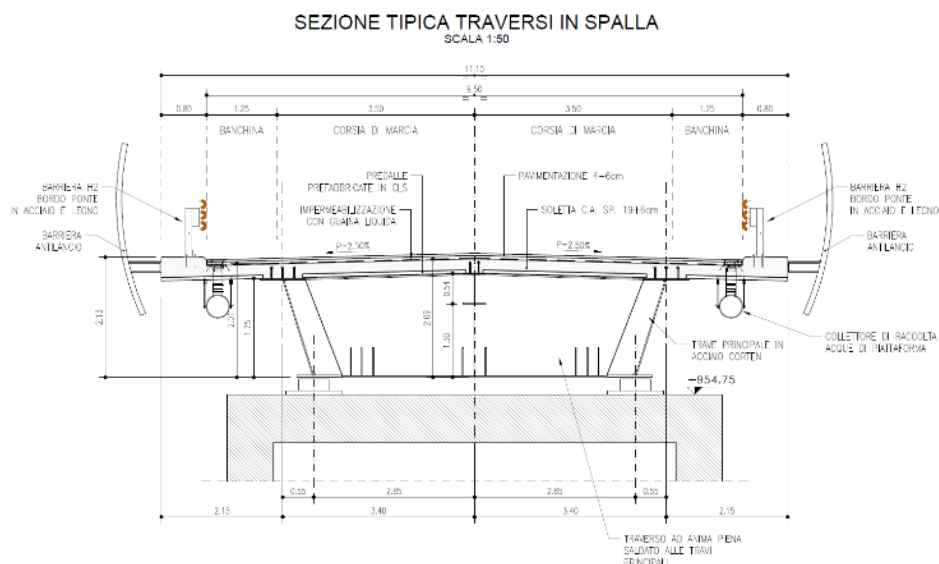 SEZIONE TIPICA TRAVERSI IN SPALLA
SCALA 1:50
11.10
9.50
0.80 1.25 3.50 3.50 1.25 0.80
BANCHINA CORSIA DI MARCIA CORSIA DI MARCIA BANCHINA
BARRIERA H2
BORDO PONTE
IN ACCIAIO E LEGNO
BARRIERA
ANTILANCIO
PREDALLE
PREFABBRICATE IN CLS
IMPERMEABILIZZAZIONE
CON GUAINA LIQUIDA
PAVIMENTAZIONE 4+6cm
SOLETTA C.A. SP. 19+6cm
BARRIERA H2
BORDO PONTE
IN ACCIAIO E LEGNO
BARRIERA
ANTILANCIO
P=2.50% P=2.50%
2.13
1.75
2.09
0.54
1.30
TRAVE PRINCIPALE IN
ACCIAIO CORTEN
COLLETTORE DI RACCOLTA
ACQUE DI PIATTAFORMA
954.75
0.55 2.85 2.85 0.55
2.15 3.40 3.40 2.15
TRAVERSO AD ANIMA PIENA
SALDATO ALLE TRAVI
PRINCIPALI